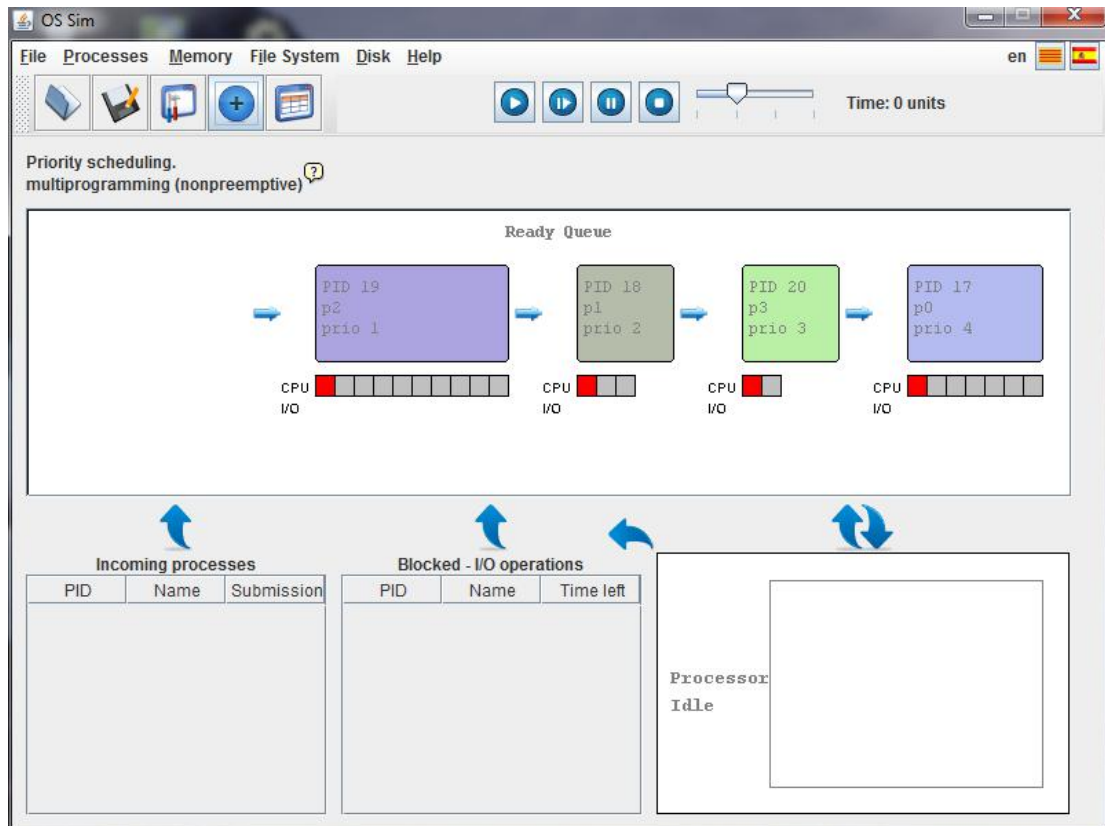 OS Sim
File Processes Memory File System Disk Help en
Time: 0 units
Priority scheduling.
multiprogramming (nonpreemptive) ?
Ready Queue
PID 19
p2
prio 1
CPU
I/O
PID 18
p1
prio 2
CPU
I/O
PID 20
p3
prio 3
CPU
I/O
PID 17
p0
prio 4
CPU
I/O
Incoming processes
PID Name Submission
Blocked - I/O operations
PID Name Time left
Processor
Idle